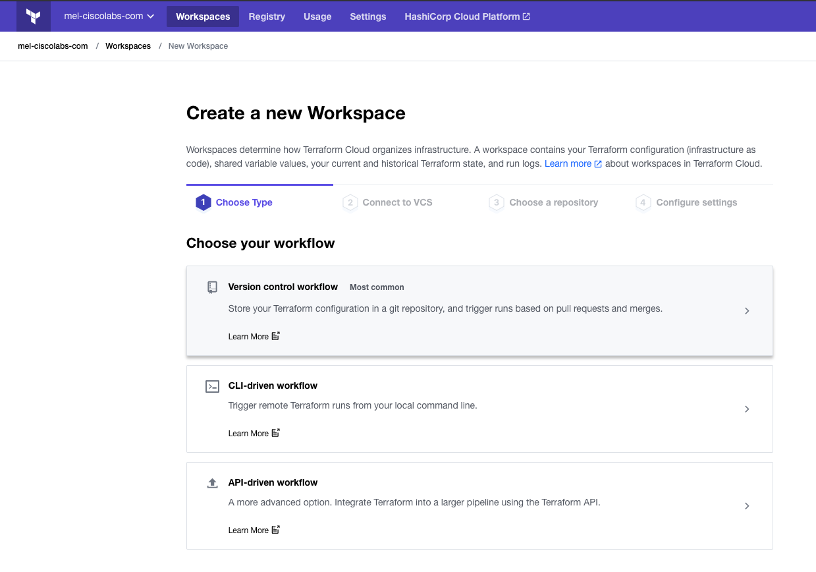 mel-ciscolabs-com Workspaces Registry Usage Settings HashiCorp Cloud Platform
mel-ciscolabs-com / Workspaces / New Workspace
Create a new Workspace
Workspaces determine how Terraform Cloud organizes infrastructure. A workspace contains your Terraform configuration (infrastructure as
code), shared variable values, your current and historical Terraform state, and run logs. Learn more about workspaces in Terraform Cloud.
1 Choose Type 2 Connect to VCS 3 Choose a repository 4 Configure settings
Choose your workflow
Version control workflow Most common
Store your Terraform configuration in a git repository, and trigger runs based on pull requests and merges.
Learn More
CLI-driven workflow
Trigger remote Terraform runs from your local command line.
Learn More
API-driven workflow
A more advanced option. Integrate Terraform into a larger pipeline using the Terraform API.
Learn More